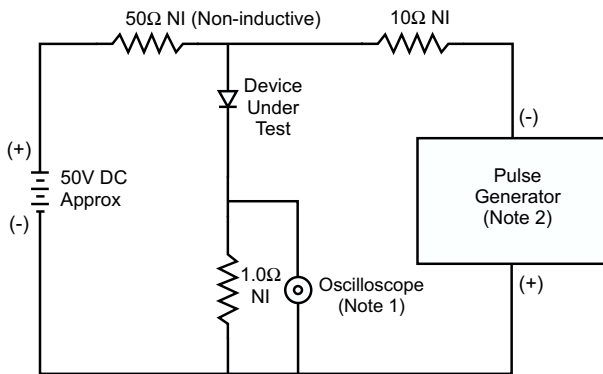 50Ω NI (Non-inductive)
10Ω NI
Device
Under
Test
(+)
50V DC
Approx
(-)
(-)
Pulse
Generator
(Note 2)
(+)
1.0Ω
NI
Oscilloscope
(Note 1)